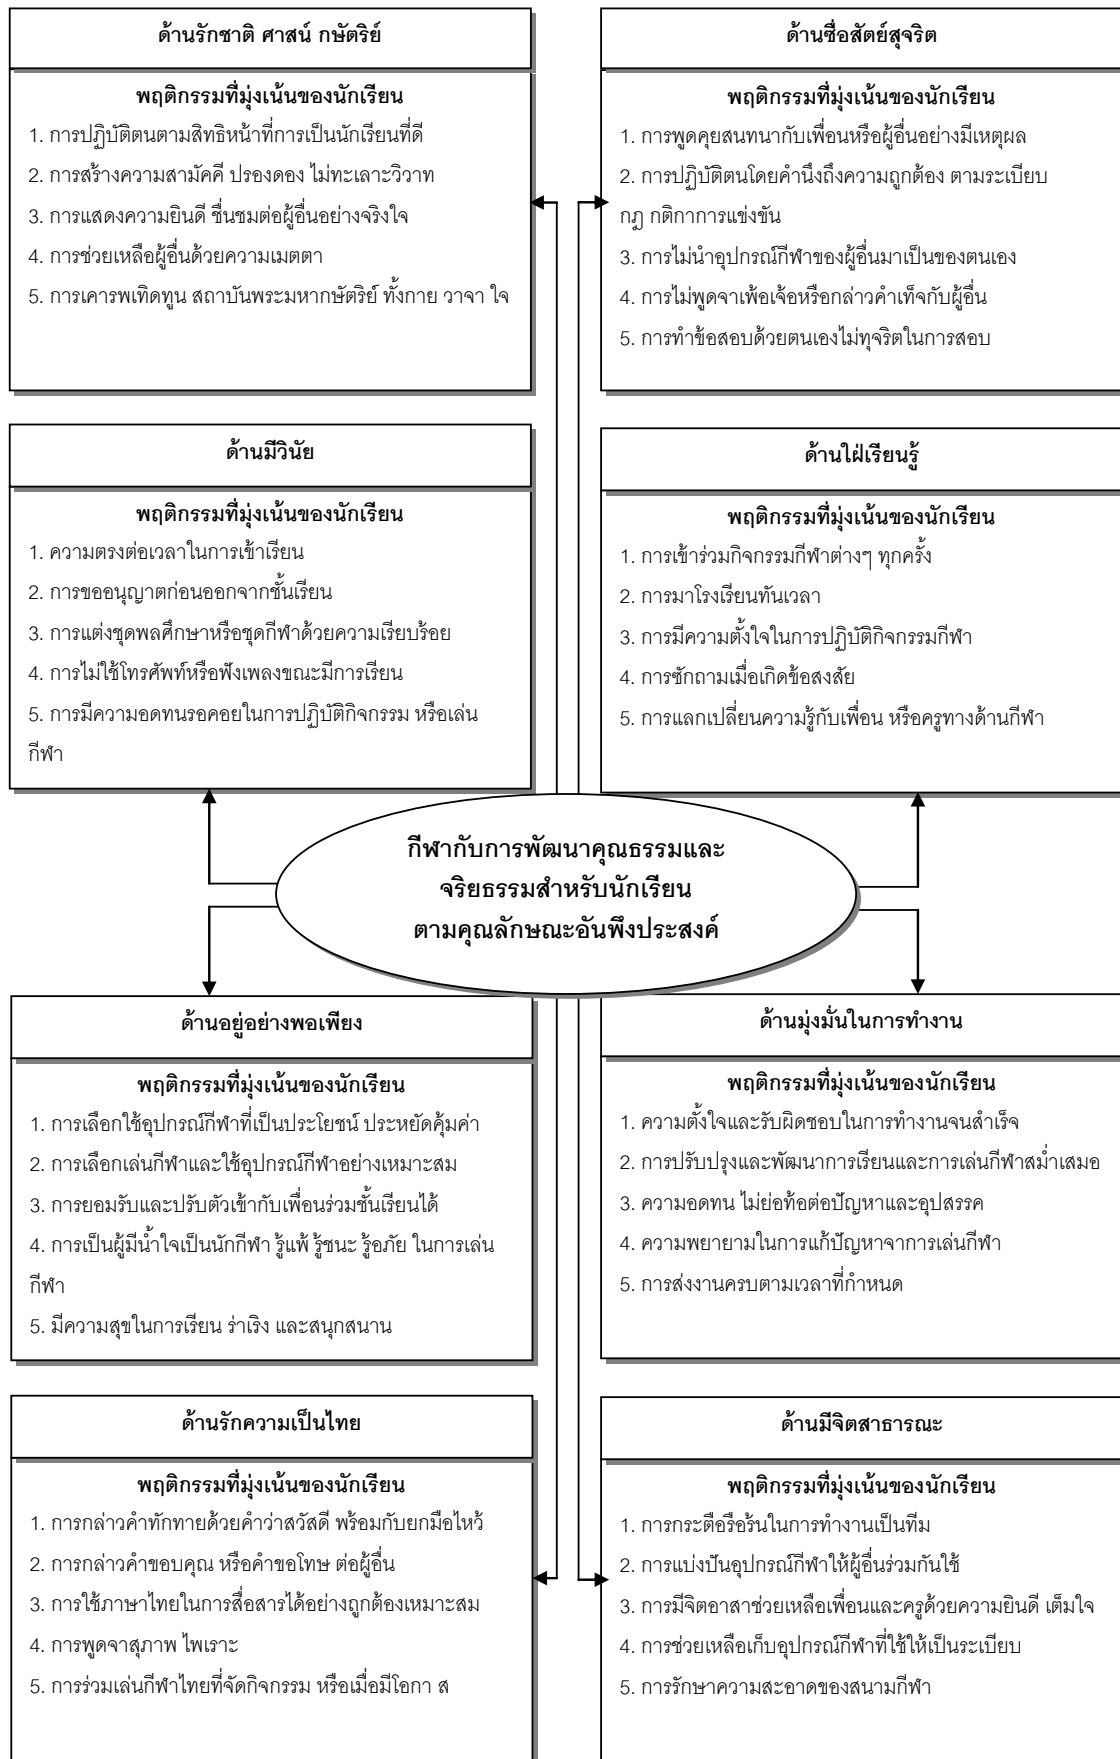 ด้านรักชาติ ศาสน์ กษัตริย์
พฤติกรรมที่มุ่งเน้นของนักเรียน
1. การปฏิบัติตนตามสิทธิหน้าที่การเป็นนักเรียนที่ดี
2. การสร้างความสามัคคี ปรองดอง ไม่ทะเลาะวิวาท
3. การแสดงความยินดี ชื่นชมต่อผู้อื่นอย่างจริงใจ
4. การช่วยเหลือผู้อื่นด้วยความเมตตา
5. การเคารพเทิดทูน สถาบันพระมหากษัตริย์ ทั้งกาย วาจา ใจ
ด้านซื่อสัตย์สุจริต
พฤติกรรมที่มุ่งเน้นของนักเรียน
1. การพูดคุยสนทนากับเพื่อนหรือผู้อื่นอย่างมีเหตุผล
2. การปฏิบัติตนโดยคำนึงถึงความถูกต้อง ตามระเบียบ
กฎ กติกาการแข่งขัน
3. การไม่นำอุปกรณ์กีฬาของผู้อื่นมาเป็นของตนเอง
4. การไม่พูดจาเพ้อเจ้อหรือกล่าวคำเท็จกับผู้อื่น
5. การทำข้อสอบด้วยตนเองไม่ทุจริตในการสอบ
ด้านมีวินัย
พฤติกรรมที่มุ่งเน้นของนักเรียน
1. ความตรงต่อเวลาในการเข้าเรียน
2. การขออนุญาตก่อนออกจากชั้นเรียน
3. การแต่งชุดพลศึกษาหรือชุดกีฬาด้วยความเรียบร้อย
4. การไม่ใช้โทรศัพท์หรือฟังเพลงขณะมีการเรียน
5. การมีความอดทนรอคอยในการปฏิบัติกิจกรรม หรือเล่น
กีฬา
ด้านใฝ่เรียนรู้
พฤติกรรมที่มุ่งเน้นของนักเรียน
1. การเข้าร่วมกิจกรรมกีฬาต่างๆ ทุกครั้ง
2. การมาโรงเรียนทันเวลา
3. การมีความตั้งใจในการปฏิบัติกิจกรรมกีฬา
4. การซักถามเมื่อเกิดข้อสงสัย
5. การแลกเปลี่ยนความรู้กับเพื่อน หรือครูทางด้านกีฬา
กีฬากับการพัฒนาคุณธรรมและ
จริยธรรมสำหรับนักเรียน
ตามคุณลักษณะอันพึงประสงค์
ด้านอยู่อย่างพอเพียง
พฤติกรรมที่มุ่งเน้นของนักเรียน
1. การเลือกใช้อุปกรณ์กีฬาที่เป็นประโยชน์ ประหยัดคุ้มค่า
2. การเลือกเล่นกีฬาและใช้อุปกรณ์กีฬาอย่างเหมาะสม
3. การยอมรับและปรับตัวเข้ากับเพื่อนร่วมชั้นเรียนได้
4. การเป็นผู้มีน้ำใจเป็นนักกีฬา รู้แพ้ รู้ชนะ รู้อภัย ในการเล่น
กีฬา
5. มีความสุขในการเรียน ร่าเริง และสนุกสนาน
ด้านมุ่งมั่นในการทำงาน
พฤติกรรมที่มุ่งเน้นของนักเรียน
1. ความตั้งใจและรับผิดชอบในการทำงานจนสำเร็จ
2. การปรับปรุงและพัฒนาการเรียนและการเล่นกีฬาสม่ำเสมอ
3. ความอดทน ไม่ย่อท้อต่อปัญหาและอุปสรรค
4. ความพยายามในการแก้ปัญหาจาการเล่นกีฬา
5. การส่งงานครบตามเวลาที่กำหนด
ด้านรักความเป็นไทย
พฤติกรรมที่มุ่งเน้นของนักเรียน
1. การกล่าวคำทักทายด้วยคำว่าสวัสดี พร้อมกับยกมือไหว้
2. การกล่าวคำขอบคุณ หรือคำขอโทษ ต่อผู้อื่น
3. การใช้ภาษาไทยในการสื่อสารได้อย่างถูกต้องเหมาะสม
4. การพูดจาสุภาพ ไพเราะ
5. การร่วมเล่นกีฬาไทยที่จัดกิจกรรม หรือเมื่อมีโอกา ส
ด้านมีจิตสาธารณะ
พฤติกรรมที่มุ่งเน้นของนักเรียน
1. การกระตือรือร้นในการทำงานเป็นทีม
2. การแบ่งปันอุปกรณ์กีฬาให้ผู้อื่นร่วมกันใช้
3. การมีจิตอาสาช่วยเหลือเพื่อนและครูด้วยความยินดี เต็มใจ
4. การช่วยเหลือเก็บอุปกรณ์กีฬาที่ใช้ให้เป็นระเบียบ
5. การรักษาความสะอาดของสนามกีฬา